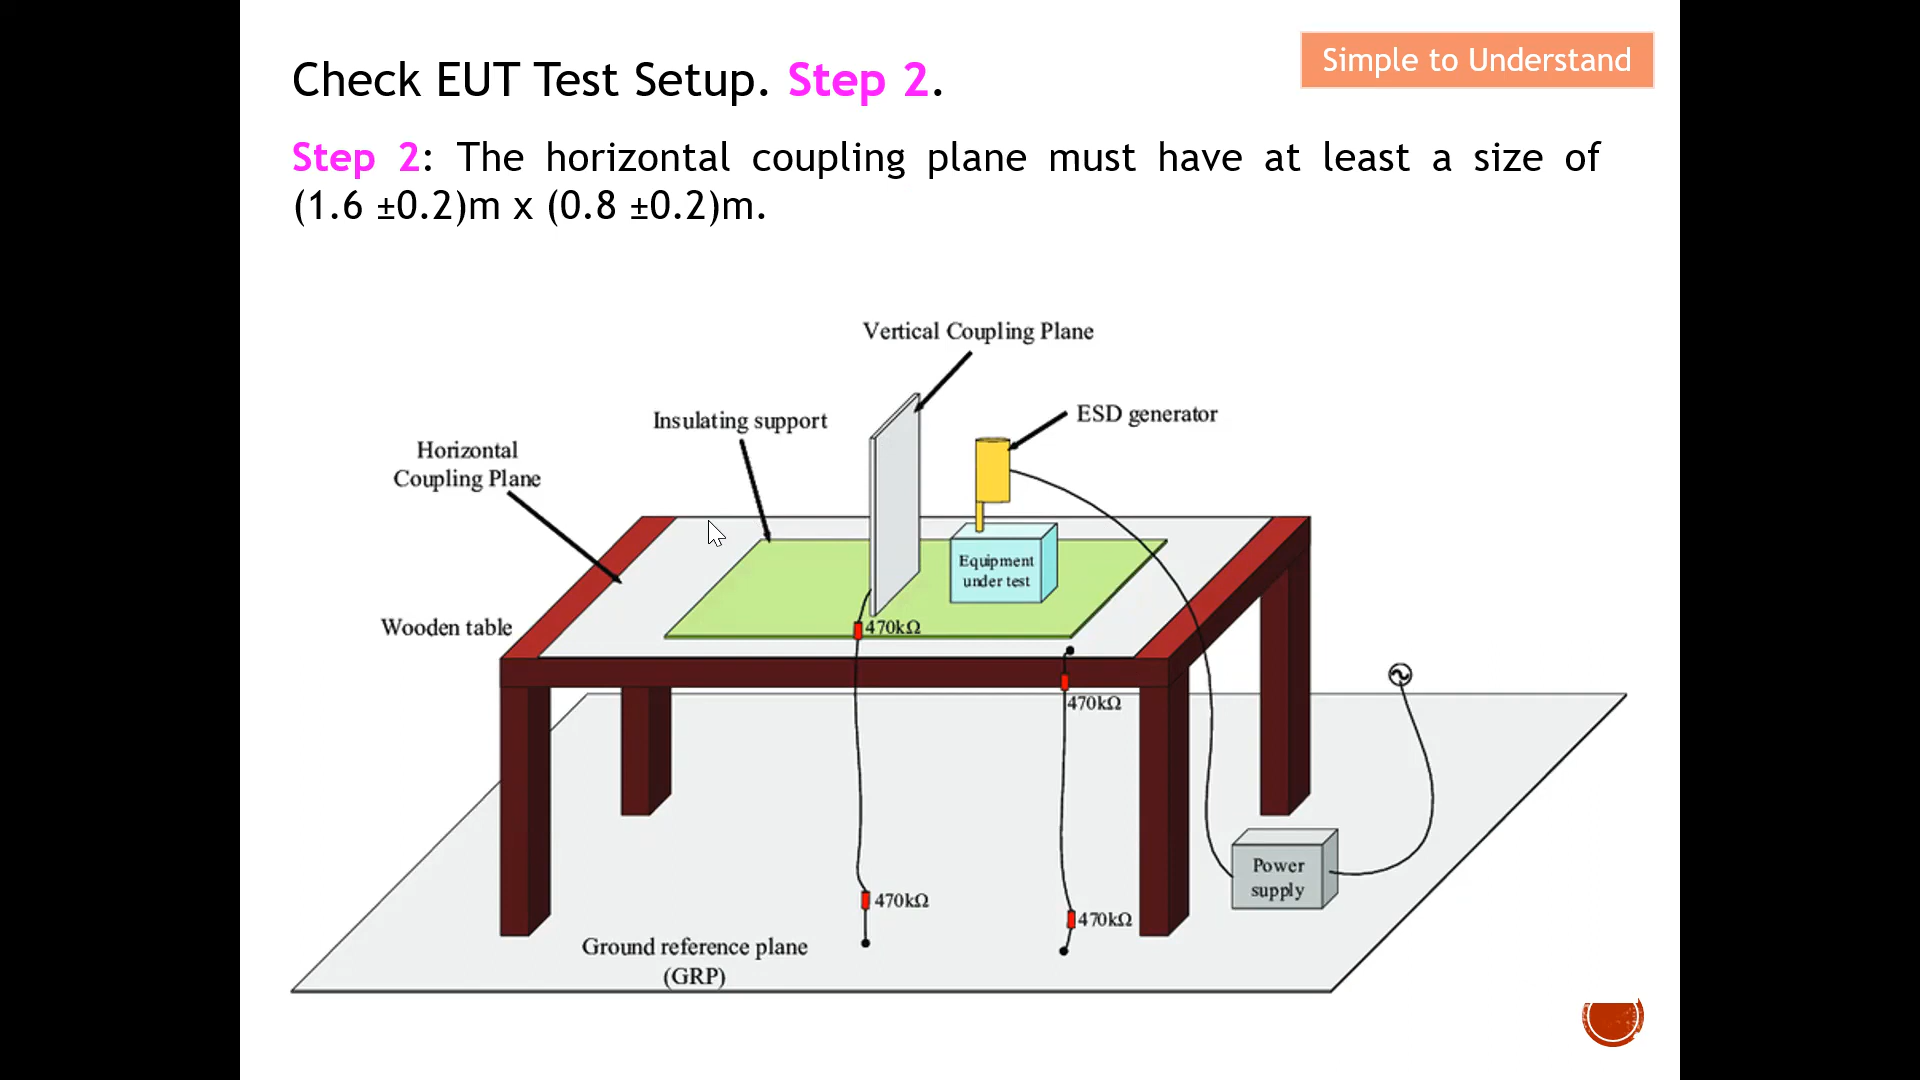 Simple to Understand
Check EUT Test Setup. Step 2.
Step 2: The horizontal coupling plane must have at least a size of
(1.6 ±0.2)m x (0.8 ±0.2)m.
Vertical Coupling Plane
ESD generator
Insulating support
Horizontal
Coupling Plane
Equipment
under test
Wooden table
470kΩ
470kΩ
Power
supply
470kΩ
470kΩ
Ground reference plane
(GRP)